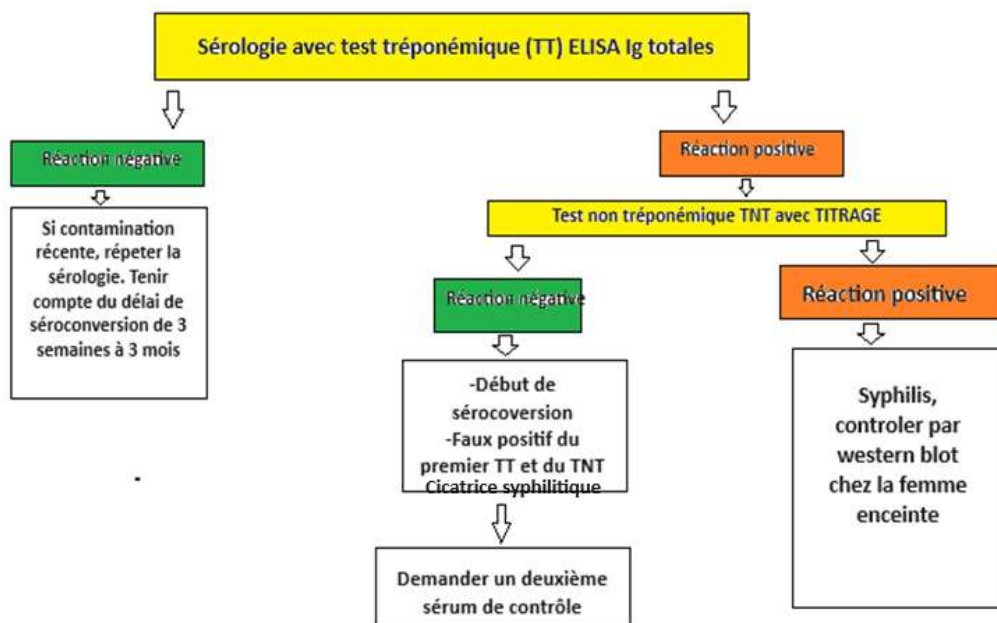 Sérologie avec test tréponémique (TT) ELISA Ig totales
Réaction négative
Si contamination
récente, répeter la
sérologie. Tenir
compte du délai de
séroconversion de 3
semaines à 3 mois
Réaction positive
Test non tréponémique TNT avec TITRAGE
Réaction négative
-Début de
sérocoversion
-Faux positif du
premier TT et du TNT
Cicatrice syphilitique
Demander un deuxième
sérum de contrôle
Réaction positive
Syphilis,
controler par
western blot
chez la femme
enceinte